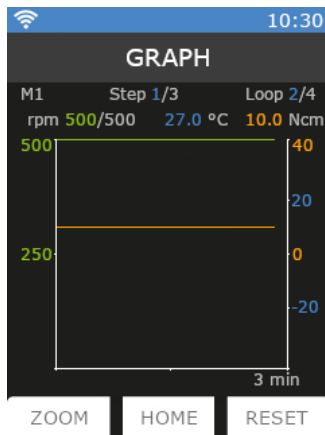 10:30
GRAPH
M1 Step 1/3 Loop 2/4
rpm 500/500 27.0 °C 10.0 Ncm
500 40
20
250 0
-20
3 min
ZOOM HOME RESET